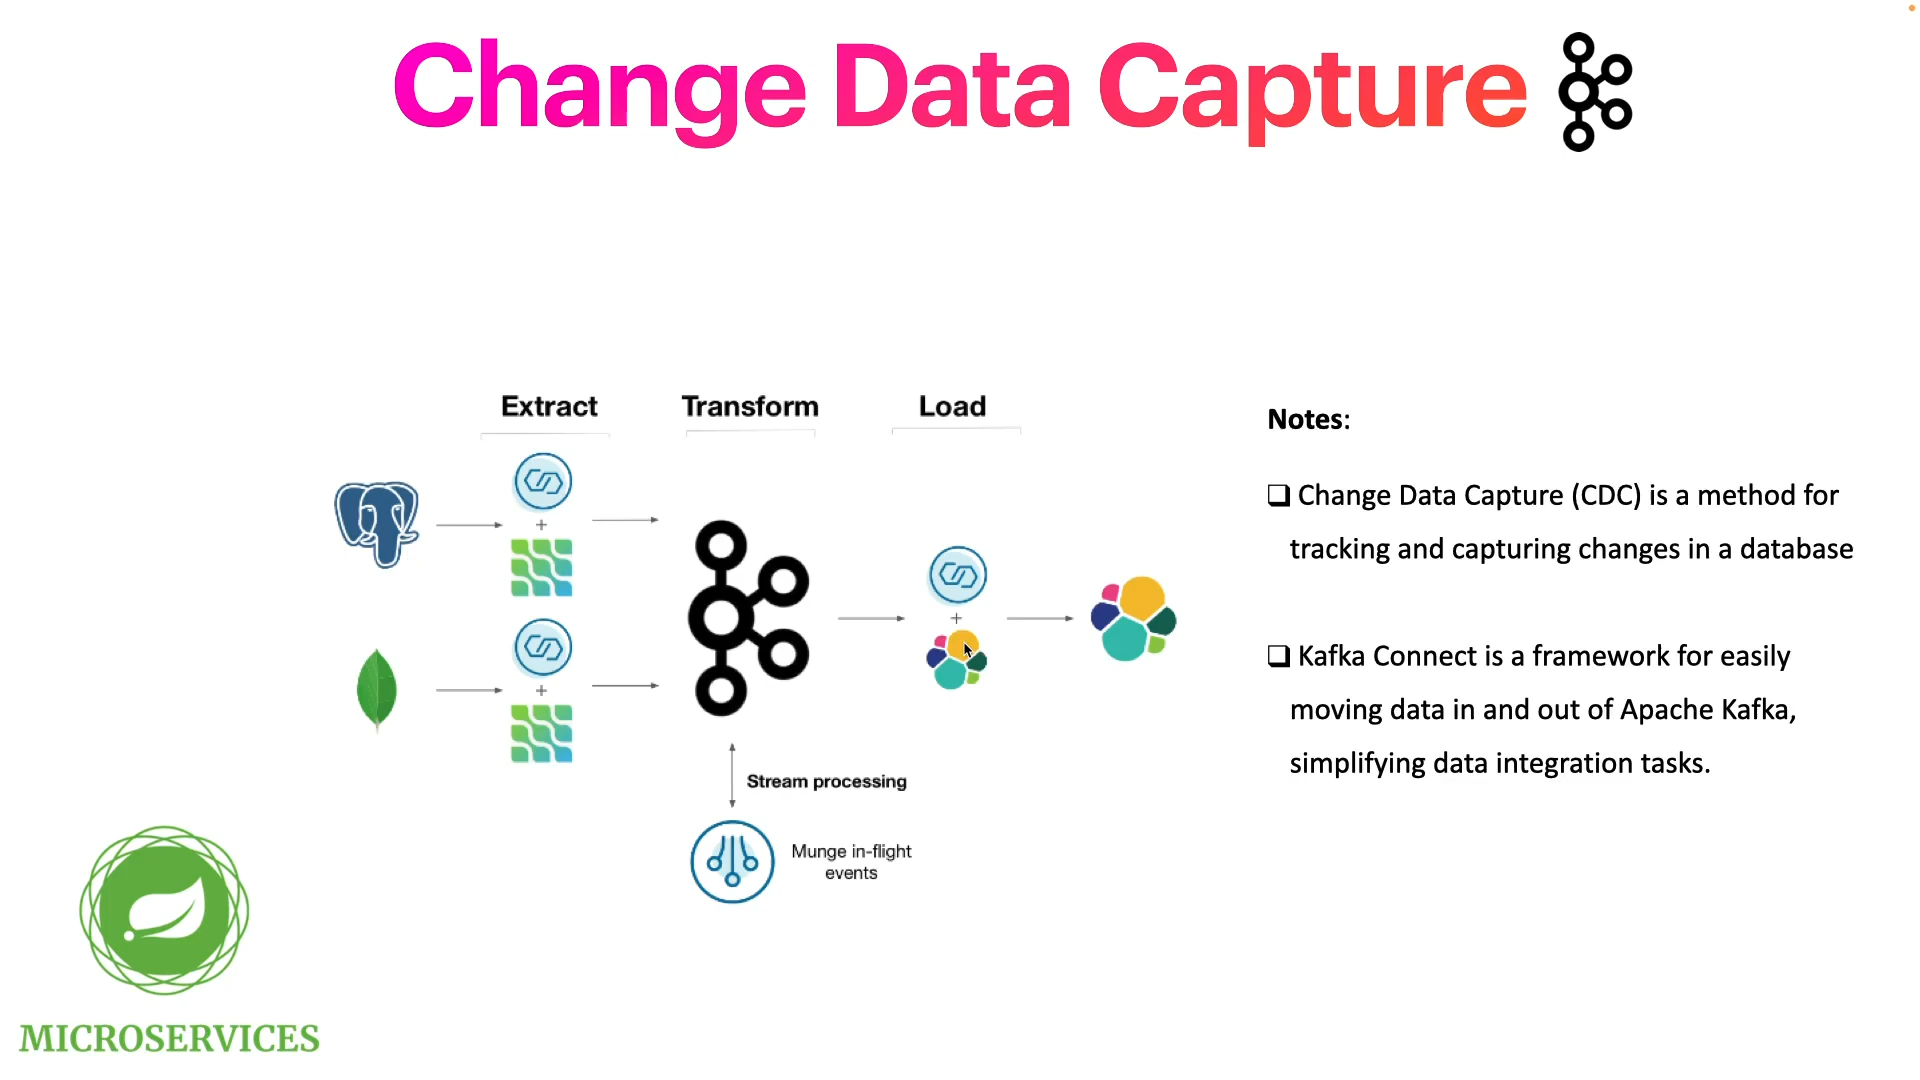 Change Data Capture
Extract
Transform
Load
+
+
+
Stream processing
Munge in-flight
events
Notes:
❑ Change Data Capture (CDC) is a method for
tracking and capturing changes in a database
❑ Kafka Connect is a framework for easily
moving data in and out of Apache Kafka,
simplifying data integration tasks.
MICROSERVICES